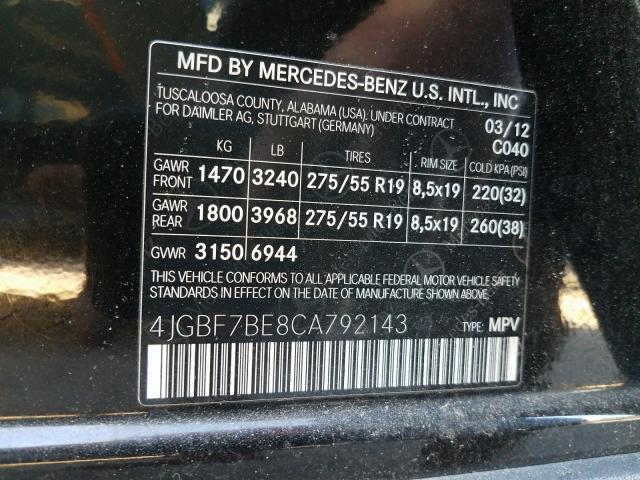 MFD BY MERCEDES-BENZ U.S. INTL., INC
TUSCALOOSA COUNTY, ALABAMA (USA). UNDER CONTRACT
FOR DAIMLER AG, STUTTGART (GERMANY)
03/12
C040
KG LB TIRES RIM SIZE COLD KPA (PSI)
GAWR FRONT 1470 3240 275/55 R19 8,5x19 220(32)
GAWR REAR 1800 3968 275/55 R19 8,5x19 260(38)
GVWR 3150 6944
THIS VEHICLE CONFORMS TO ALL APPLICABLE FEDERAL MOTOR VEHICLE SAFETY
STANDARDS IN EFFECT ON THE DATE OF MANUFACTURE SHOWN ABOVE.
4JGBF7BE8CA792143 TYPE: MPV